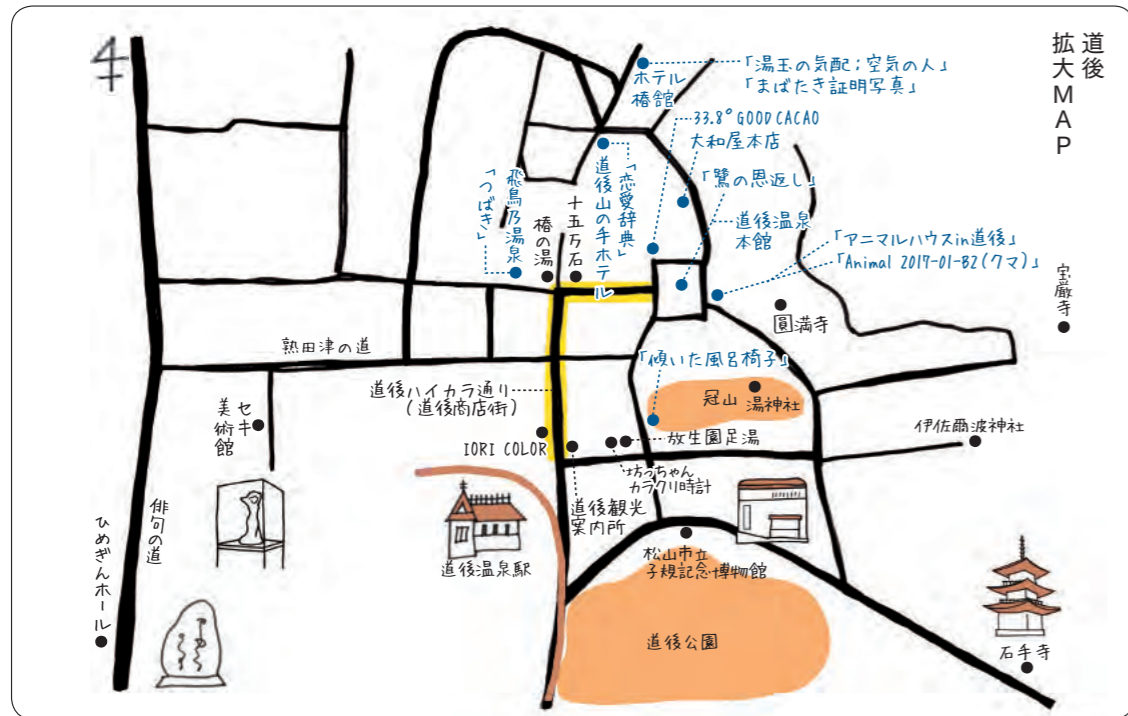 道後
拡大MAP
「湯玉の気配；空気の人」
「まばたき証明写真」
ホテル
椿館
33.8° GOOD CACAO
大和屋本店
「鷺の恩返し」
道後温泉
本館
「アニマルハウスin道後」
「Animal 2017-01-B2（クマ）」
宝厳寺
圓満寺
「恋愛辞典」
道後山の手ホテル
十五万石
椿の湯
飛鳥乃湯泉
「つばき」
熟田津の道
道後ハイカラ通り
（道後商店街）
「傾いた風呂椅子」
冠山
湯神社
伊佐爾波神社
セキ
美術館
IORI COLOR
放生園足湯
坊っちゃん
カラクリ時計
道後観光
案内所
俳句の道
ひめぎんホール
道後温泉駅
松山市立
子規記念博物館
道後公園
石手寺